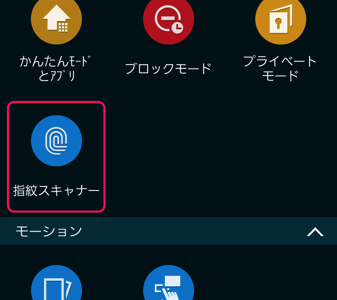 かんたんﾓｰﾄﾞ
とｱﾌﾟﾘ
ブロックモード
プライベート
モード
指紋スキャナー
モーション